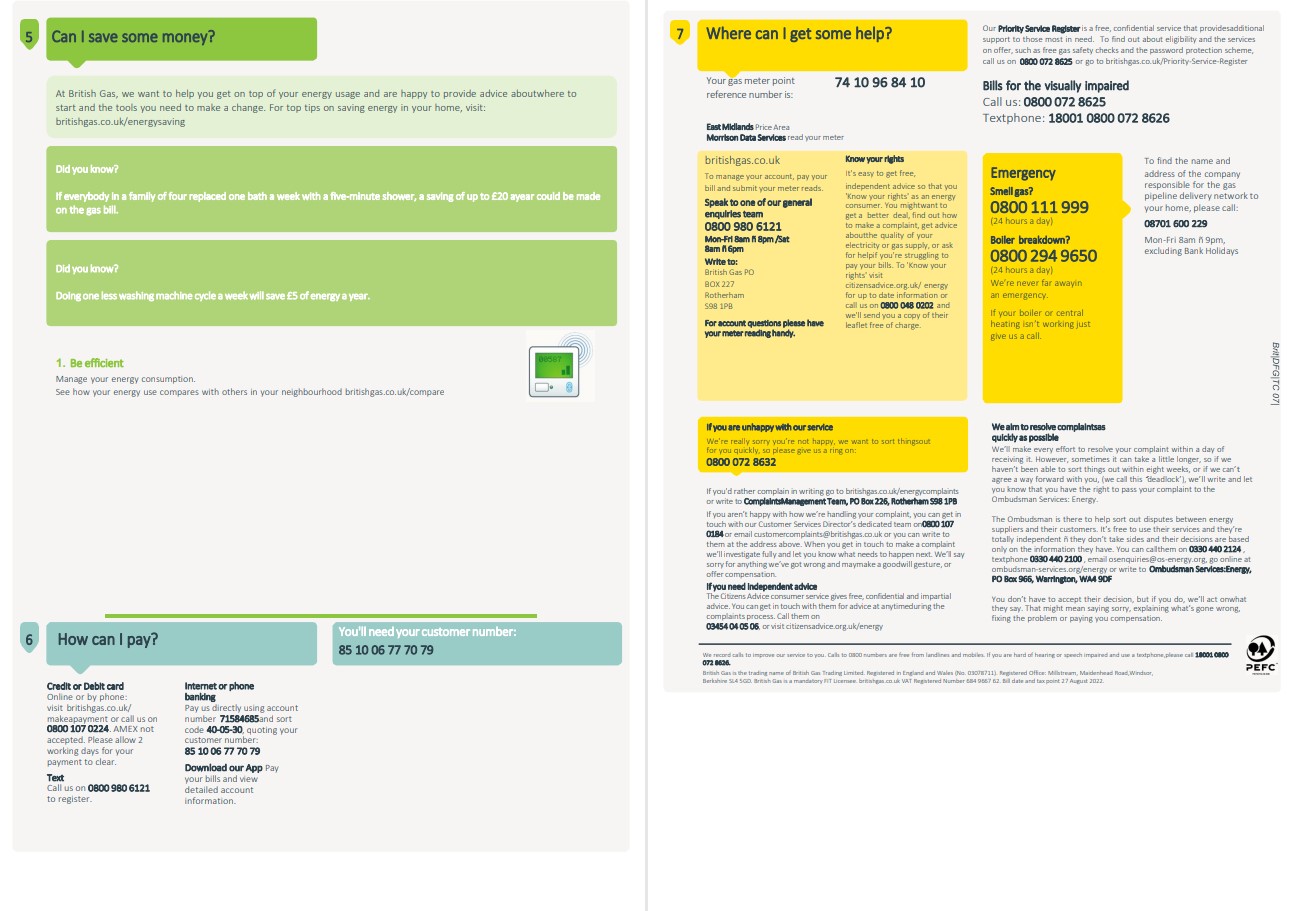 5
Can I save some money?
At British Gas, we want to help you get on top of your energy usage and are happy to provide advice aboutwhere to
start and the tools you need to make a change. For top tips on saving energy in your home, visit:
britishgas.co.uk/energysaving
Did you know?
If everybody in a family of four replaced one bath a week with a five-minute shower, a saving of up to £20 ayear could be made
on the gas bill.
Did you know?
Doing one less washing machine cycle a week will save £5 of energy a year.
1. Be efficient
Manage your energy consumption.
See how your energy use compares with others in your neighbourhood britishgas.co.uk/compare
6
How can I pay?
You'll need your customer number:
85 10 06 77 70 79
Credit or Debit card
Online or by phone:
visit britishgas.co.uk/
makeapayment or call us on
0800 107 0224. AMEX not
accepted. Please allow 2
working days for your
payment to clear.
Text
Call us on 0800 980 6121
to register.
Internet or phone
banking
Pay us directly using account
number 71584685and sort
code 40-05-30, quoting your
customer number:
85 10 06 77 70 79
Download our App Pay
your bills and view
detailed account
information.
7
Where can I get some help?
Your gas meter point
reference number is:
74 10 96 84 10
East Midlands Price Area
Morrison Data Services read your meter
Our Priority Service Register is a free, confidential service that providesadditional
support to those most in need. To find out about eligibility and the services
on offer, such as free gas safety checks and the password protection scheme,
call us on 0800 072 8625 or go to britishgas.co.uk/Priority-Service-Register
Bills for the visually impaired
Call us: 0800 072 8625
Textphone: 18001 0800 072 8626
britishgas.co.uk
To manage your account, pay your
bill and submit your meter reads.
Speak to one of our general
enquiries team
0800 980 6121
Mon-Fri 8am ñ 8pm /Sat
8am ñ 6pm
Write to:
British Gas PO
BOX 227
Rotherham
S98 1PB
For account questions please have
your meter reading handy.
Know your rights
It's easy to get free,
independent advice so that you
'Know your rights' as an energy
consumer. You mightwant to
get a better deal, find out how
to make a complaint, get advice
aboutthe quality of your
electricity or gas supply, or ask
for helpif you're struggling to
pay your bills. To 'Know your
rights' visit
citizensadvice.org.uk/ energy
for up to date information or
call us on 0800 048 0202 and
we'll send you a copy of their
leaflet free of charge.
Emergency
Smell gas?
0800 111 999
(24 hours a day)
Boiler breakdown?
0800 294 9650
(24 hours a day)
We're never far awayin
an emergency.
If your boiler or central
heating isn't working just
give us a call.
To find the name and
address of the company
responsible for the gas
pipeline delivery network to
your home, please call:
08701 600 229
Mon-Fri 8am ñ 9pm,
excluding Bank Holidays
Brit|DFG|TC 07|
If you are unhappy with our service
We're really sorry you're not happy, we want to sort thingsout
for you quickly, so please give us a ring on:
0800 072 8632
If you'd rather complain in writing go to britishgas.co.uk/energycomplaints
or write to ComplaintsManagement Team, PO Box 226, Rotherham S98 1PB
If you aren't happy with how we're handling your complaint, you can get in
touch with our Customer Services Director's dedicated team on0800 107
0184 or email customercomplaints@britishgas.co.uk or you can write to
them at the address above. When you get in touch to make a complaint
we'll investigate fully and let you know what needs to happen next. We'll say
sorry for anything we've got wrong and maymake a goodwill gesture, or
offer compensation.
If you need independent advice
The Citizens Advice consumer service gives free, confidential and impartial
advice. You can get in touch with them for advice at anytimeduring the
complaints process. Call them on
03454 04 05 06, or visit citizensadvice.org.uk/energy
We aim to resolve complaintsas
quickly as possible
We'll make every effort to resolve your complaint within a day of
receiving it. However, sometimes it can take a little longer, so if we
haven't been able to sort things out within eight weeks, or if we can't
agree a way forward with you, (we call this 'deadlock'), we'll write and let
you know that you have the right to pass your complaint to the
Ombudsman Services: Energy.
The Ombudsman is there to help sort out disputes between energy
suppliers and their customers. It's free to use their services and they're
totally independent ñ they don't take sides and their decisions are based
only on the information they have. You can callthem on 0330 440 2124 ,
textphone 0330 440 2100 , email osenquiries@os-energy.org, go online at
ombudsman-services.org/energy or write to Ombudsman Services:Energy,
PO Box 966, Warrington, WA4 9DF
You don't have to accept their decision, but if you do, we'll act onwhat
they say. That might mean saying sorry, explaining what's gone wrong,
fixing the problem or paying you compensation.
We record calls to improve our service to you. Calls to 0800 numbers are free from landlines and mobiles. If you are hard of hearing or speech impaired and use a textphone,please call 18001 0800
072 8626.
British Gas is the trading name of British Gas Trading Limited. Registered in England and Wales (No. 03078711). Registered Office: Millstream, Maidenhead Road,Windsor,
Berkshire SL4 5GD. British Gas is a mandatory FIT Licensee. britishgas.co.uk VAT Registered Number 684 9667 62. Bill date and tax point 27 August 2022.
PEFC